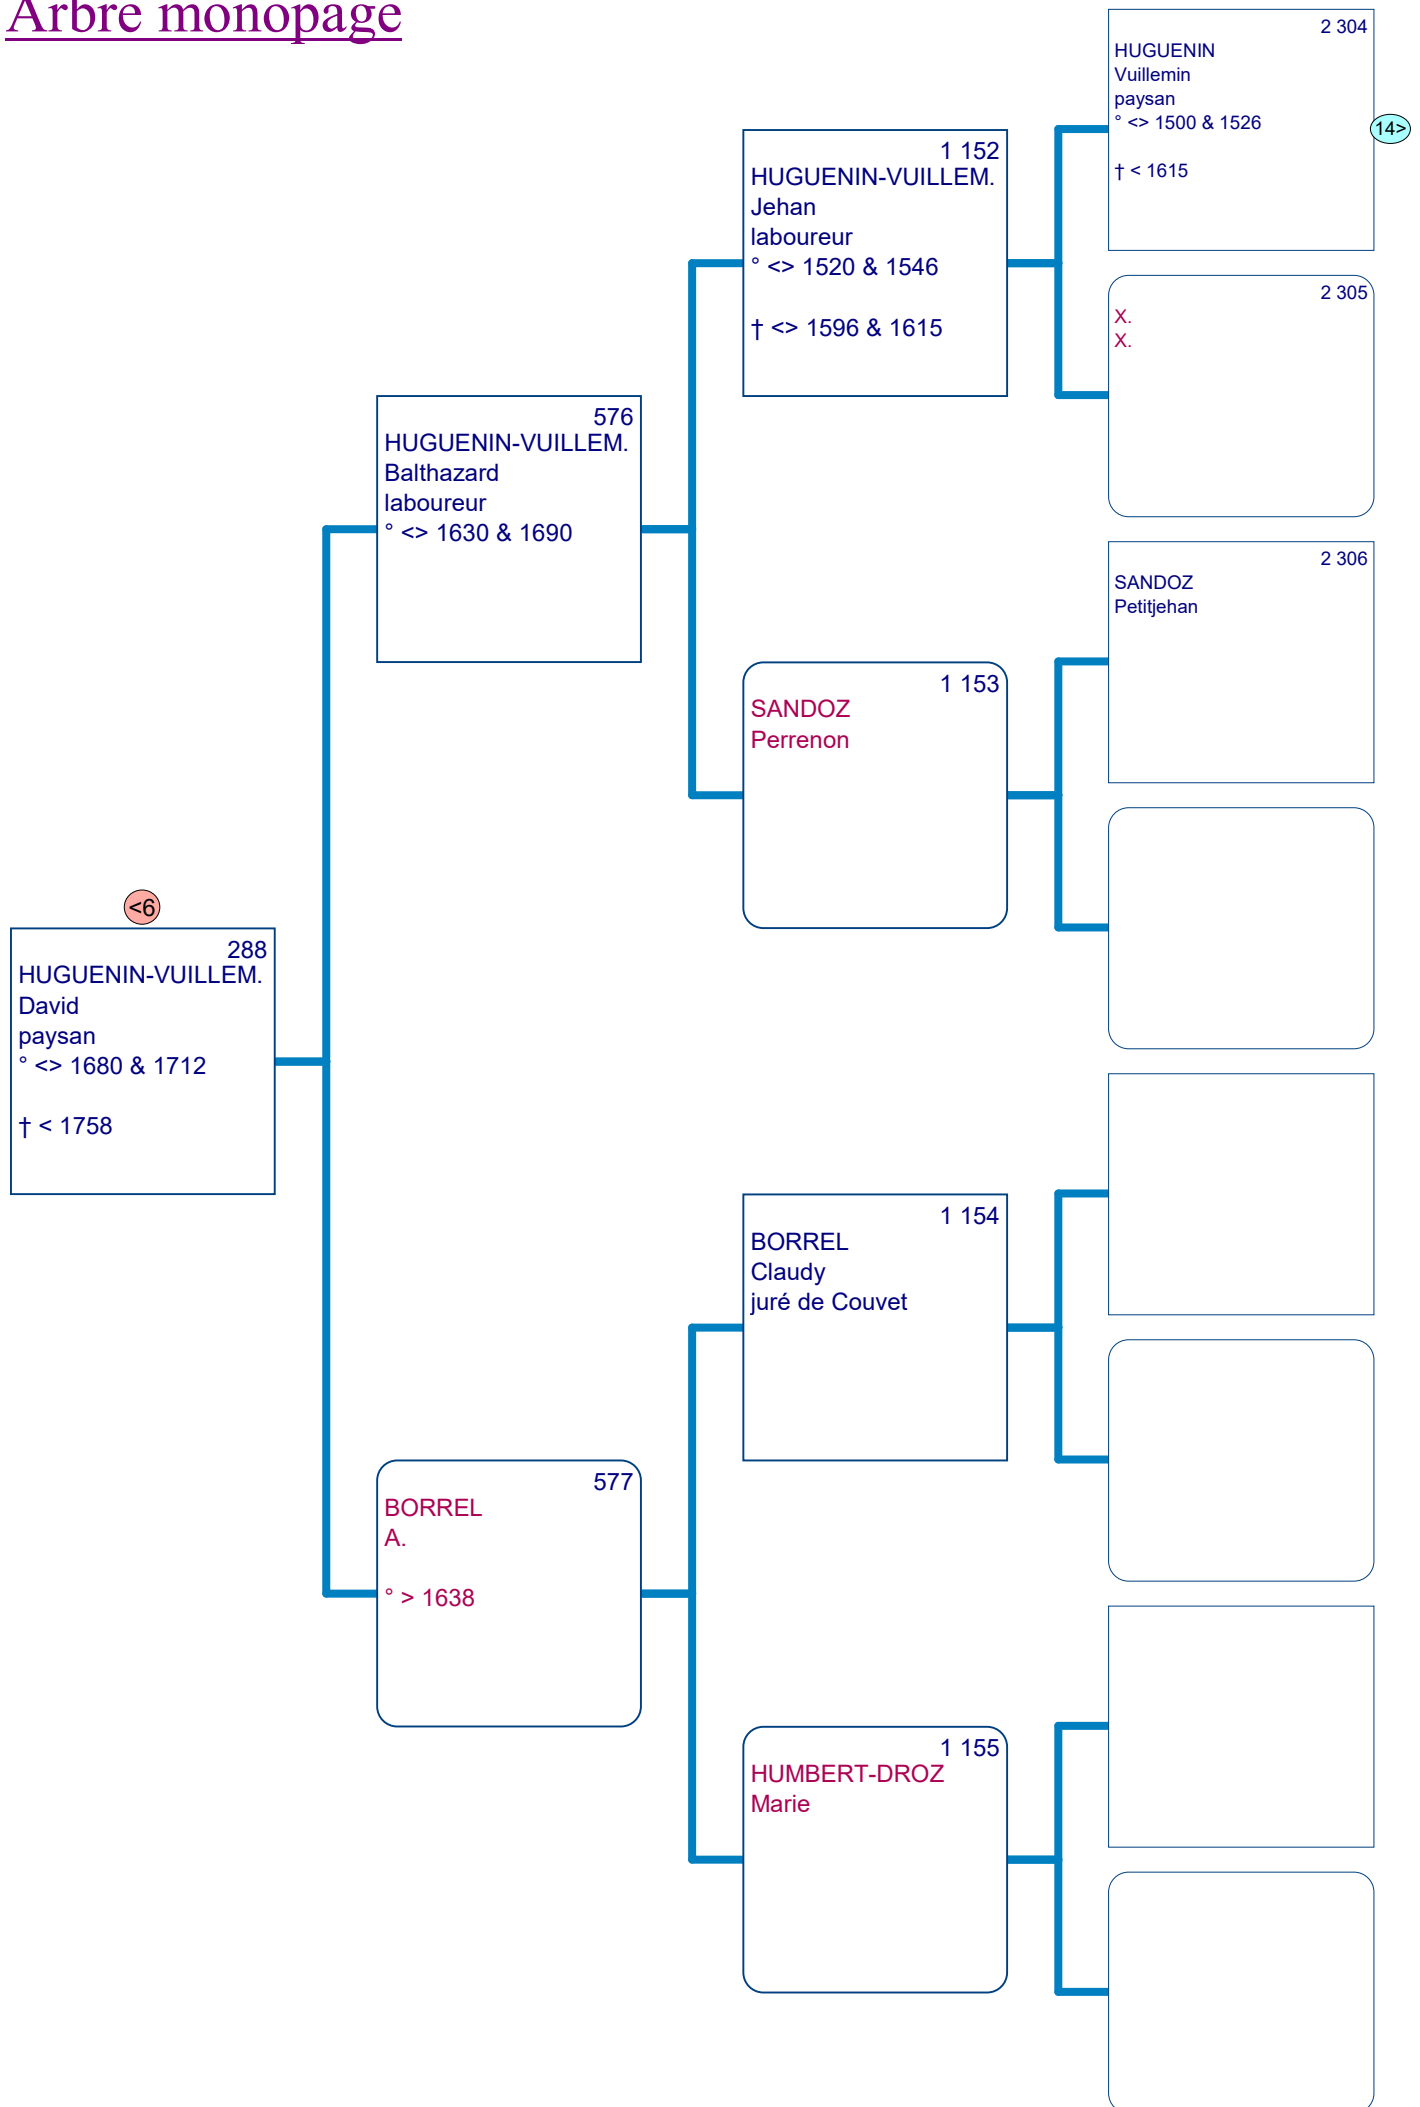 Arbre monopage
2 304
HUGUENIN
Vuillemin
paysan
° <> 1500 & 1526
† < 1615
14>
1 152
HUGUENIN-VUILLEM.
Jehan
laboureur
° <> 1520 & 1546
† <> 1596 & 1615
2 305
X.
X.
576
HUGUENIN-VUILLEM.
Balthazard
laboureur
° <> 1630 & 1690
2 306
SANDOZ
Petitjehan
1 153
SANDOZ
Perrenon
<6
288
HUGUENIN-VUILLEM.
David
paysan
° <> 1680 & 1712
† < 1758
1 154
BORREL
Claudy
juré de Couvet
577
BORREL
A.
° > 1638
1 155
HUMBERT-DROZ
Marie